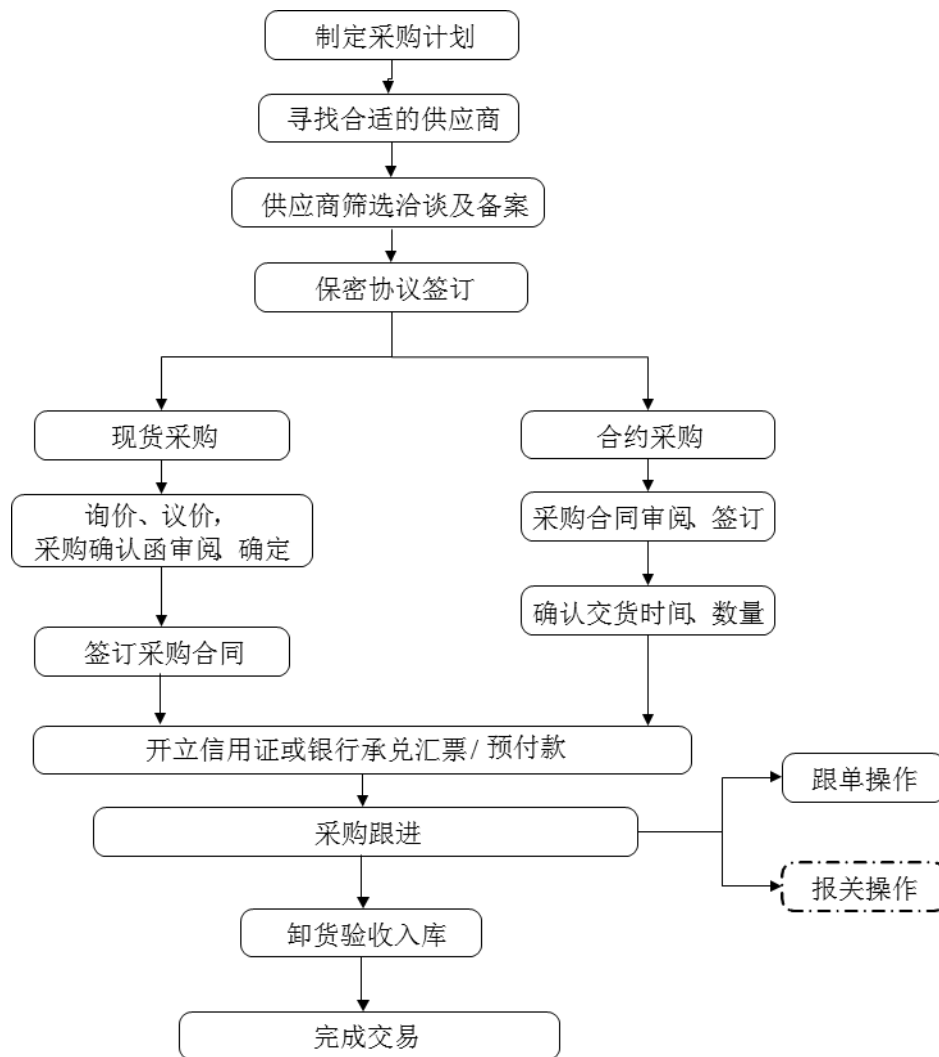 制定采购计划
寻找合适的供应商
供应商筛选洽谈及备案
保密协议签订
现货采购
合约采购
询价、议价，
采购确认函审阅、确定
采购合同审阅、签订
确认交货时间、数量
签订采购合同
开立信用证或银行承兑汇票/预付款
跟单操作
采购跟进
报关操作
卸货验收入库
完成交易